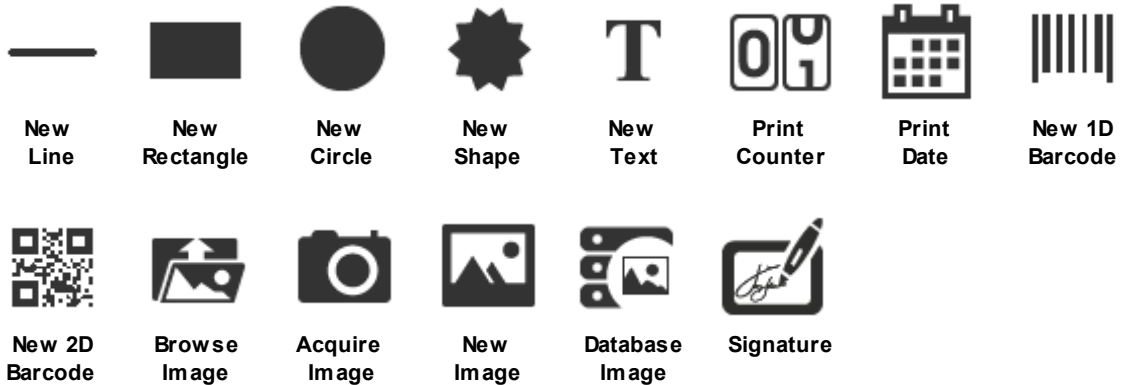 T 0 0 1
New New New New New Print Print New 1D
Line Rectangle Circle Shape Text Counter Date Barcode
New 2D Browse Acquire New Database Signature
Barcode Image Image Image Image